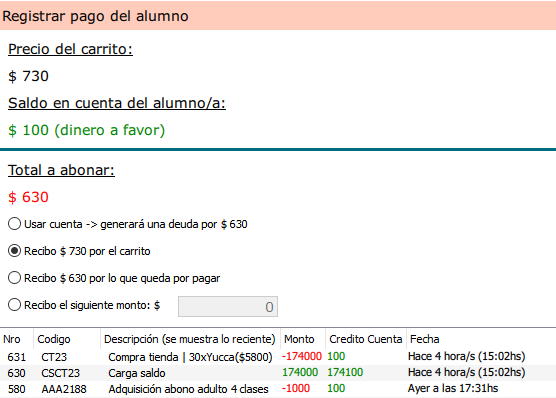 Registrar pago del alumno
Precio del carrito:
$ 730
Saldo en cuenta del alumno/a:
$ 100 (dinero a favor)
Total a abonar:
$ 630
Usar cuenta -> generará una deuda por $ 630
Recibo $ 730 por el carrito
Recibo $ 630 por lo que queda por pagar
Recibo el siguiente monto: $ 0
Nro Codigo Descripción (se muestra lo reciente) Monto Credito Cuenta Fecha
631 CT23 Compra tienda | 30xYucca($5800) -174000 100 Hace 4 hora/s (15:02hs)
630 CSCT23 Carga saldo 174000 174100 Hace 4 hora/s (15:02hs)
580 AAA2188 Adquisición abono adulto 4 clases -1000 100 Ayer a las 17:31hs